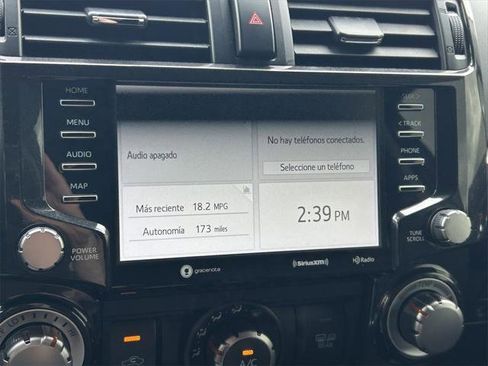 HOME
MENU
AUDIO
MAP
POWER
VOLUME
Audio apagado
No hay teléfonos conectados.
Seleccione un teléfono
Más reciente 18.2 MPG
Autonomía 173 miles
2:39 PM
gracenote
SiriusXM
HD Radio
< TRACK
PHONE
APPS
TUNE
SCROLL
A/C
REAR